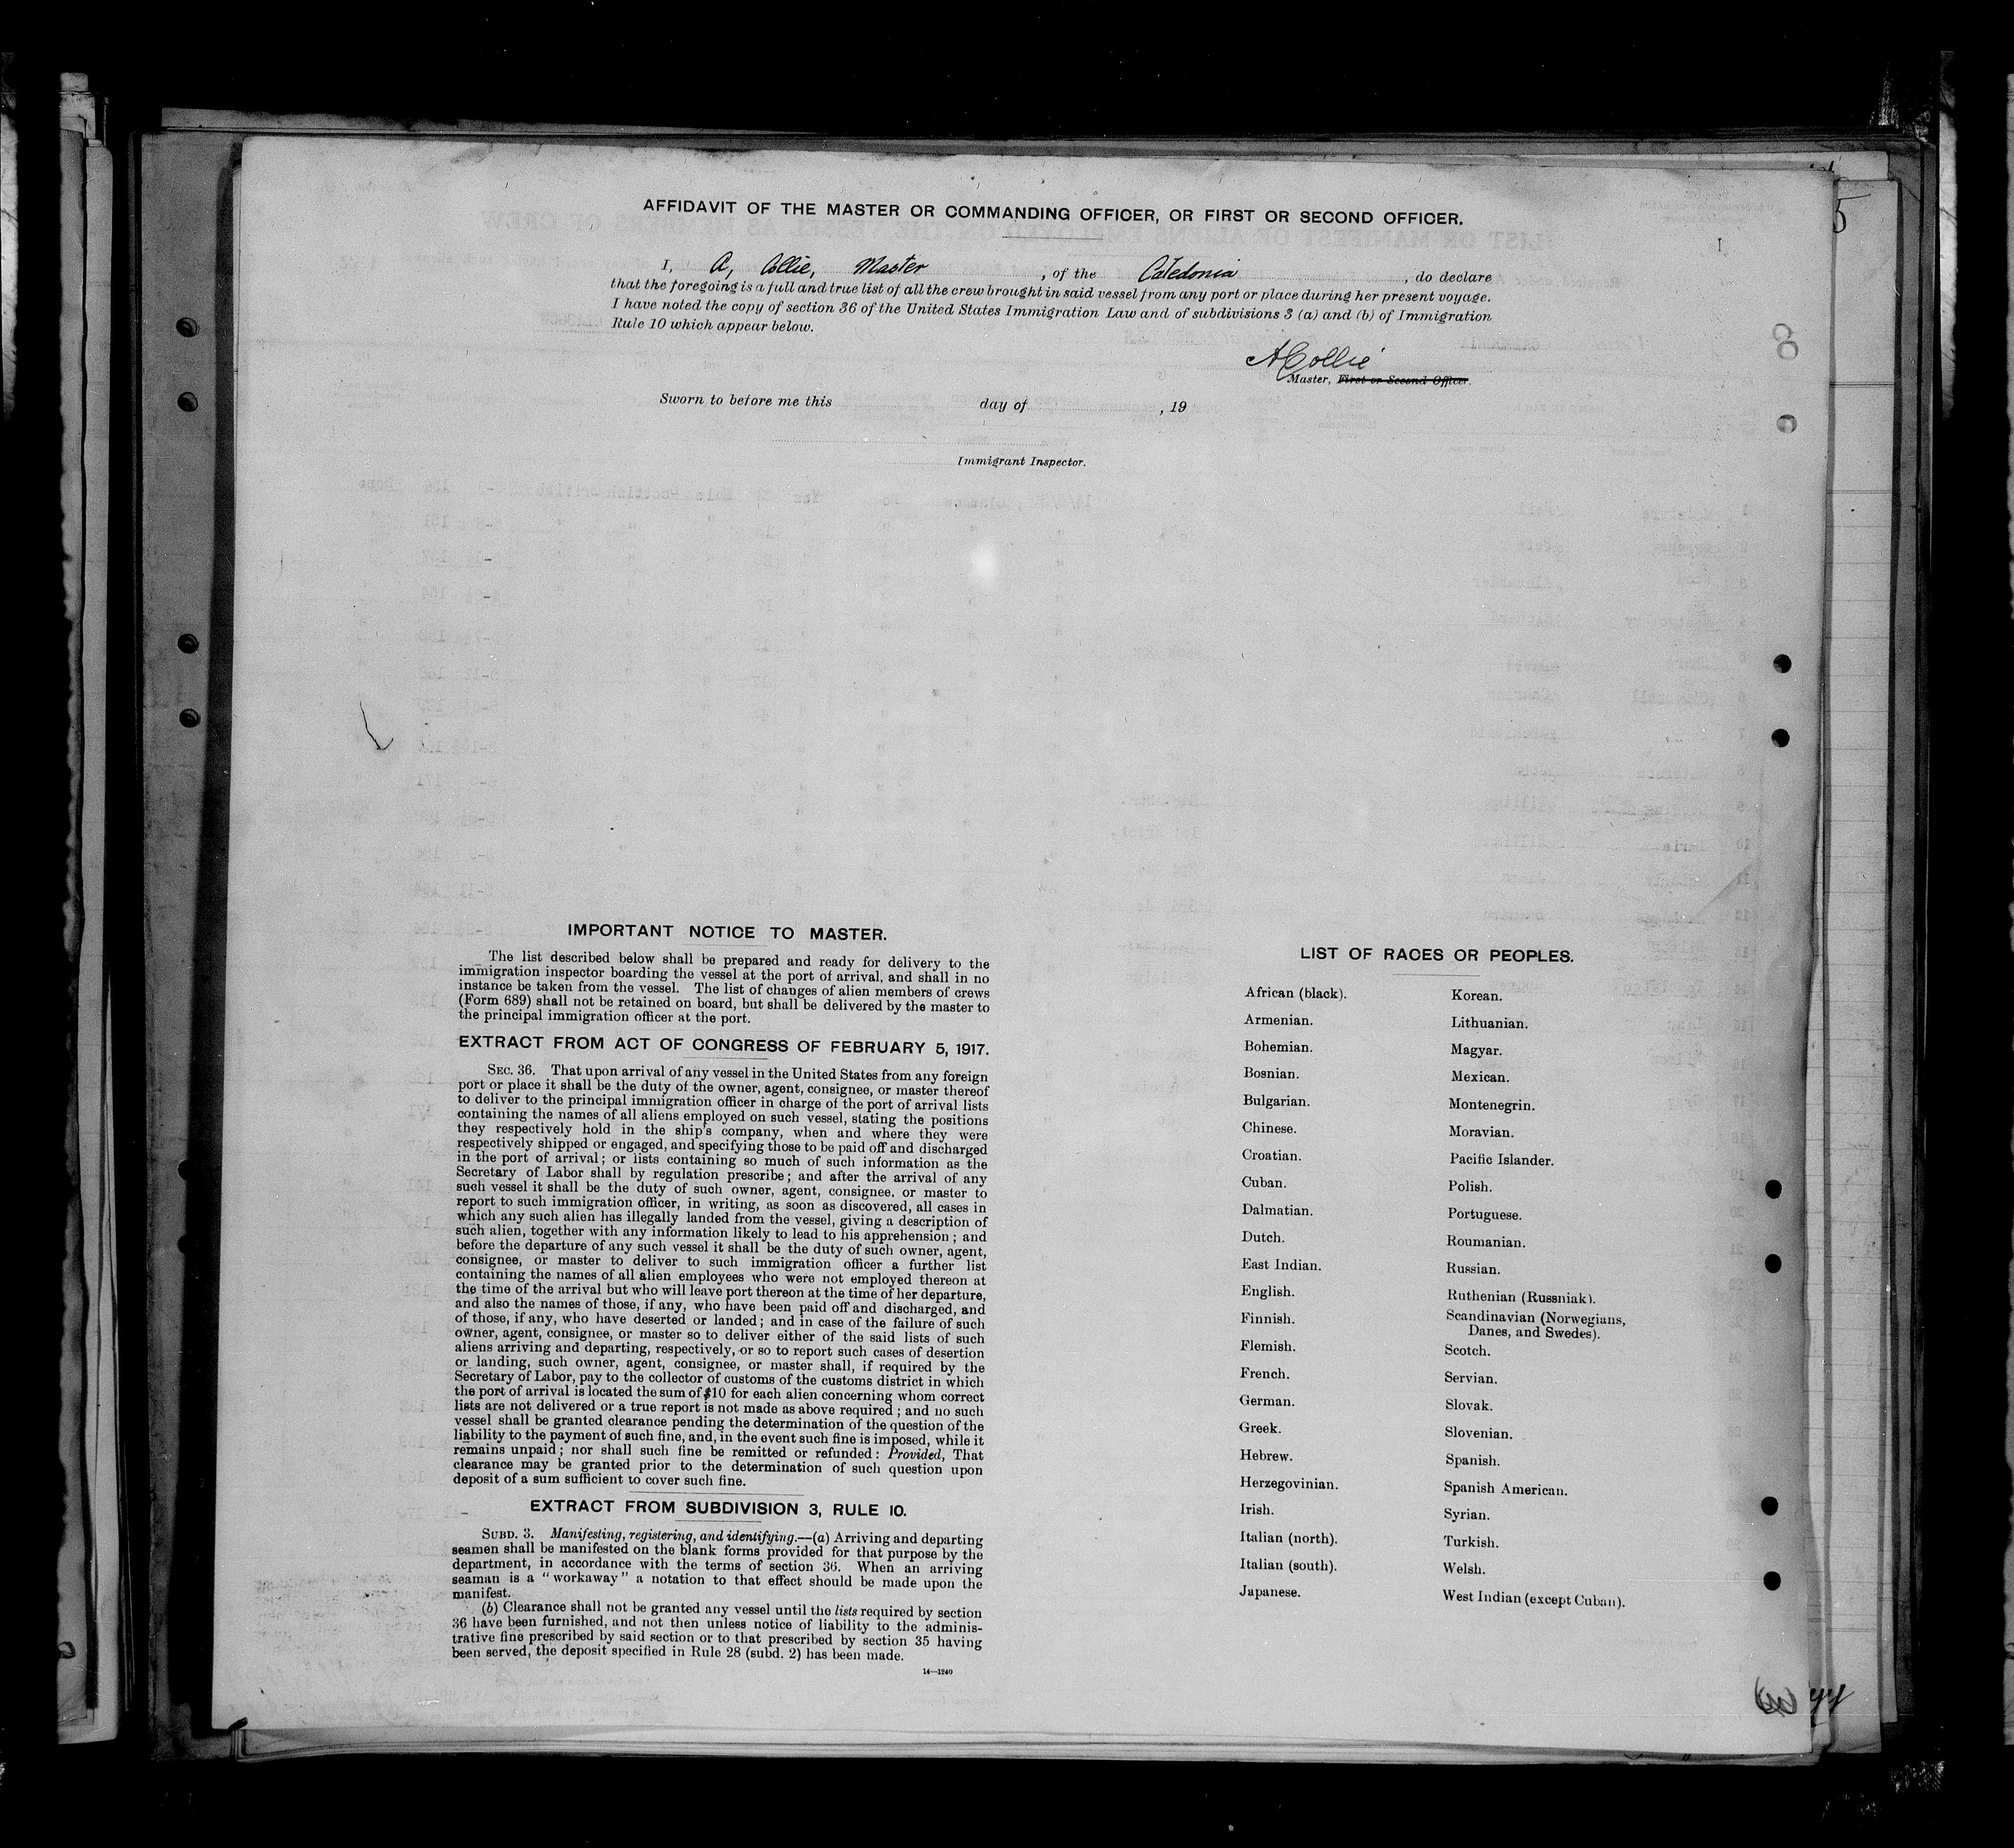 AFFIDAVIT OF THE MASTER OR COMMANDING OFFICER, OR FIRST OR SECOND OFFICER.
I, A, Collie, Master , of the Caledonia , do declare
that the foregoing is a full and true list of all the crew brought in said vessel from any port or place during her present voyage.
I have noted the copy of section 36 of the United States Immigration Law and of subdivisions 3 (a) and (b) of Immigration
Rule 10 which appear below.
A Collie
Master, First or Second Officer.
Sworn to before me this day of , 19
Immigrant Inspector.
IMPORTANT NOTICE TO MASTER.
The list described below shall be prepared and ready for delivery to the
immigration inspector boarding the vessel at the port of arrival, and shall in no
instance be taken from the vessel. The list of changes of alien members of crews
(Form 689) shall not be retained on board, but shall be delivered by the master to
the principal immigration officer at the port.
EXTRACT FROM ACT OF CONGRESS OF FEBRUARY 5, 1917.
SEC. 36. That upon arrival of any vessel in the United States from any foreign
port or place it shall be the duty of the owner, agent, consignee, or master thereof
to deliver to the principal immigration officer in charge of the port of arrival lists
containing the names of all aliens employed on such vessel, stating the positions
they respectively hold in the ship's company, when and where they were
respectively shipped or engaged, and specifying those to be paid off and discharged
in the port of arrival; or lists containing so much of such information as the
Secretary of Labor shall by regulation prescribe; and after the arrival of any
such vessel it shall be the duty of such owner, agent, consignee, or master to
report to such immigration officer, in writing, as soon as discovered, all cases in
which any such alien has illegally landed from the vessel, giving a description of
such alien, together with any information likely to lead to his apprehension; and
before the departure of any such vessel it shall be the duty of such owner, agent,
consignee, or master to deliver to such immigration officer a further list
containing the names of all alien employees who were not employed thereon at
the time of the arrival but who will leave port thereon at the time of her departure,
and also the names of those, if any, who have been paid off and discharged, and
of those, if any, who have deserted or landed; and in case of the failure of such
owner, agent, consignee, or master so to deliver either of the said lists of such
aliens arriving and departing, respectively, or so to report such cases of desertion
or landing, such owner, agent, consignee, or master shall, if required by the
Secretary of Labor, pay to the collector of customs of the customs district in which
the port of arrival is located the sum of $10 for each alien concerning whom correct
lists are not delivered or a true report is not made as above required; and no such
vessel shall be granted clearance pending the determination of the question of the
liability to the payment of such fine, and, in the event such fine is imposed, while it
remains unpaid; nor shall such fine be remitted or refunded: Provided, That
clearance may be granted prior to the determination of such question upon
deposit of a sum sufficient to cover such fine.
EXTRACT FROM SUBDIVISION 3, RULE 10.
SUBD. 3. Manifesting, registering, and identifying.—(a) Arriving and departing
seamen shall be manifested on the blank forms provided for that purpose by the
department, in accordance with the terms of section 36. When an arriving
seaman is a "workaway" a notation to that effect should be made upon the
manifest.
(b) Clearance shall not be granted any vessel until the lists required by section
36 have been furnished, and not then unless notice of liability to the adminis-
trative fine prescribed by said section or to that prescribed by section 35 having
been served, the deposit specified in Rule 28 (subd. 2) has been made.
14—1240
LIST OF RACES OR PEOPLES.
African (black).
Armenian.
Bohemian.
Bosnian.
Bulgarian.
Chinese.
Croatian.
Cuban.
Dalmatian.
Dutch.
East Indian.
English.
Finnish.
Flemish.
French.
German.
Greek.
Hebrew.
Herzegovinian.
Irish.
Italian (north).
Italian (south).
Japanese.
Korean.
Lithuanian.
Magyar.
Mexican.
Montenegrin.
Moravian.
Pacific Islander.
Polish.
Portuguese.
Roumanian.
Russian.
Ruthenian (Russniak).
Scandinavian (Norwegians,
Danes, and Swedes).
Scotch.
Servian.
Slovak.
Slovenian.
Spanish.
Spanish American.
Syrian.
Turkish.
Welsh.
West Indian (except Cuban).
5